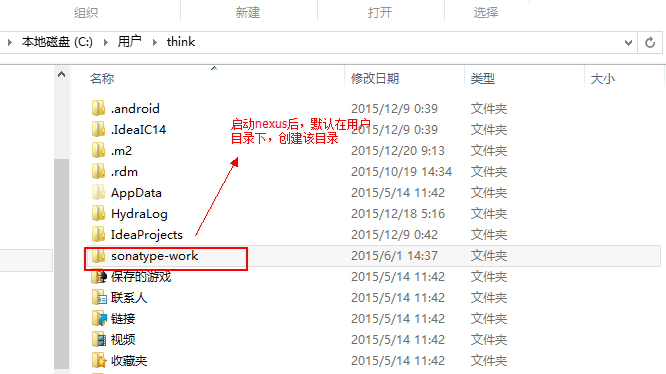 组织 新建 打开 选择
本地磁盘 (C:) 用户 think
名称 修改日期 类型 大小
.android 2015/12/9 0:39 文件夹
启动nexus后，默认在用户
目录下，创建该目录
.IdeaIC14 2015/12/9 0:39 文件夹
.m2 2015/12/20 9:13 文件夹
.rdm 2015/10/19 14:34 文件夹
AppData 2015/5/14 11:42 文件夹
HydraLog 2015/12/18 5:16 文件夹
IdeaProjects 2015/12/9 0:42 文件夹
sonatype-work 2015/6/1 14:37 文件夹
保存的游戏 2015/5/14 11:42 文件夹
联系人 2015/5/14 11:42 文件夹
链接 2015/5/14 11:42 文件夹
视频 2015/5/14 11:42 文件夹
收藏夹 2015/5/14 11:42 文件夹